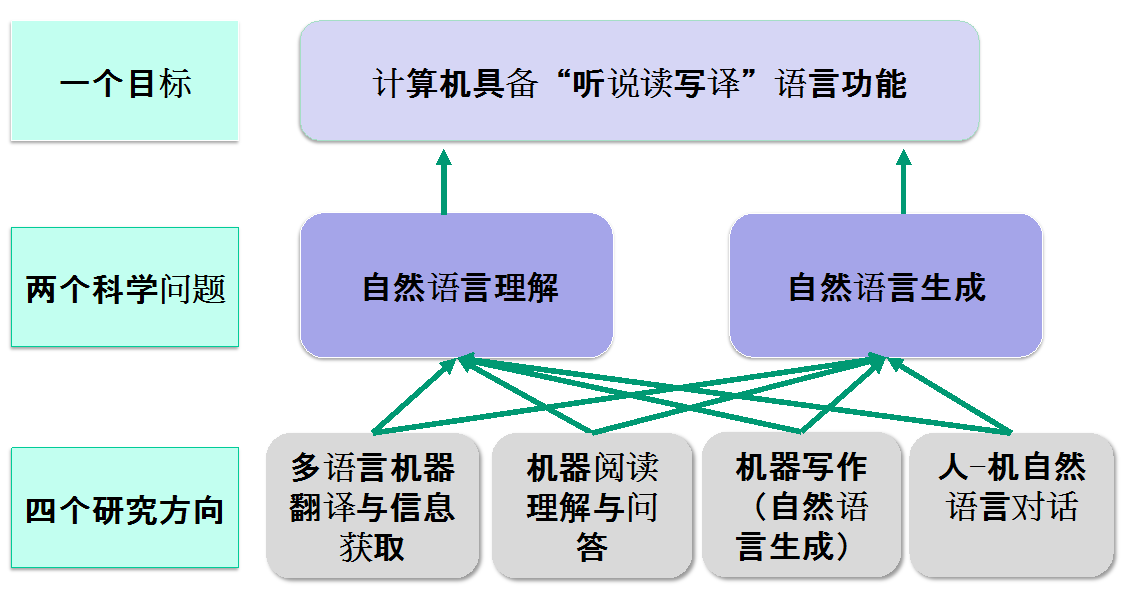 一个目标
计算机具备“听说读写译”语言功能
两个科学问题
自然语言理解
自然语言生成
四个研究方向
多语言机器
翻译与信息
获取
机器阅读
理解与问
答
机器写作
（自然语
言生成）
人-机自然
语言对话